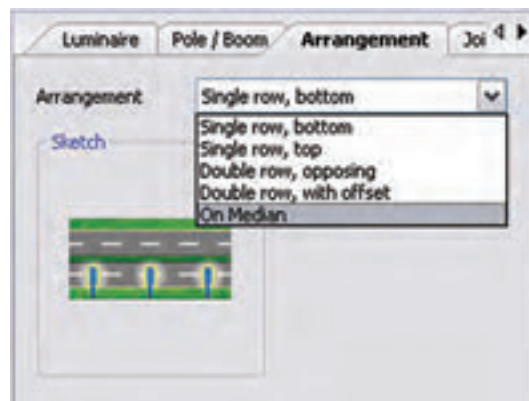 Luminaire Pole / Boom Arrangement Joi
Arrangement Single row, bottom
Sketch
Single row, bottom
Single row, top
Double row, opposing
Double row, with offset
On Median